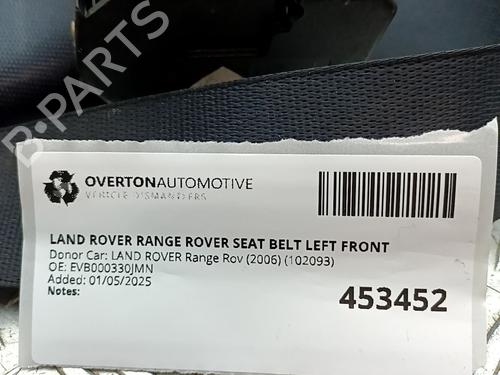 B-PARTS
OVERTONAUTOMOTIVE
VEHICLE DISMANTLERS
LAND ROVER RANGE ROVER SEAT BELT LEFT FRONT
Donor Car: LAND ROVER Range Rov (2006) (102093)
OE: EVB000330JMN
Added: 01/05/2025
Notes:
453452